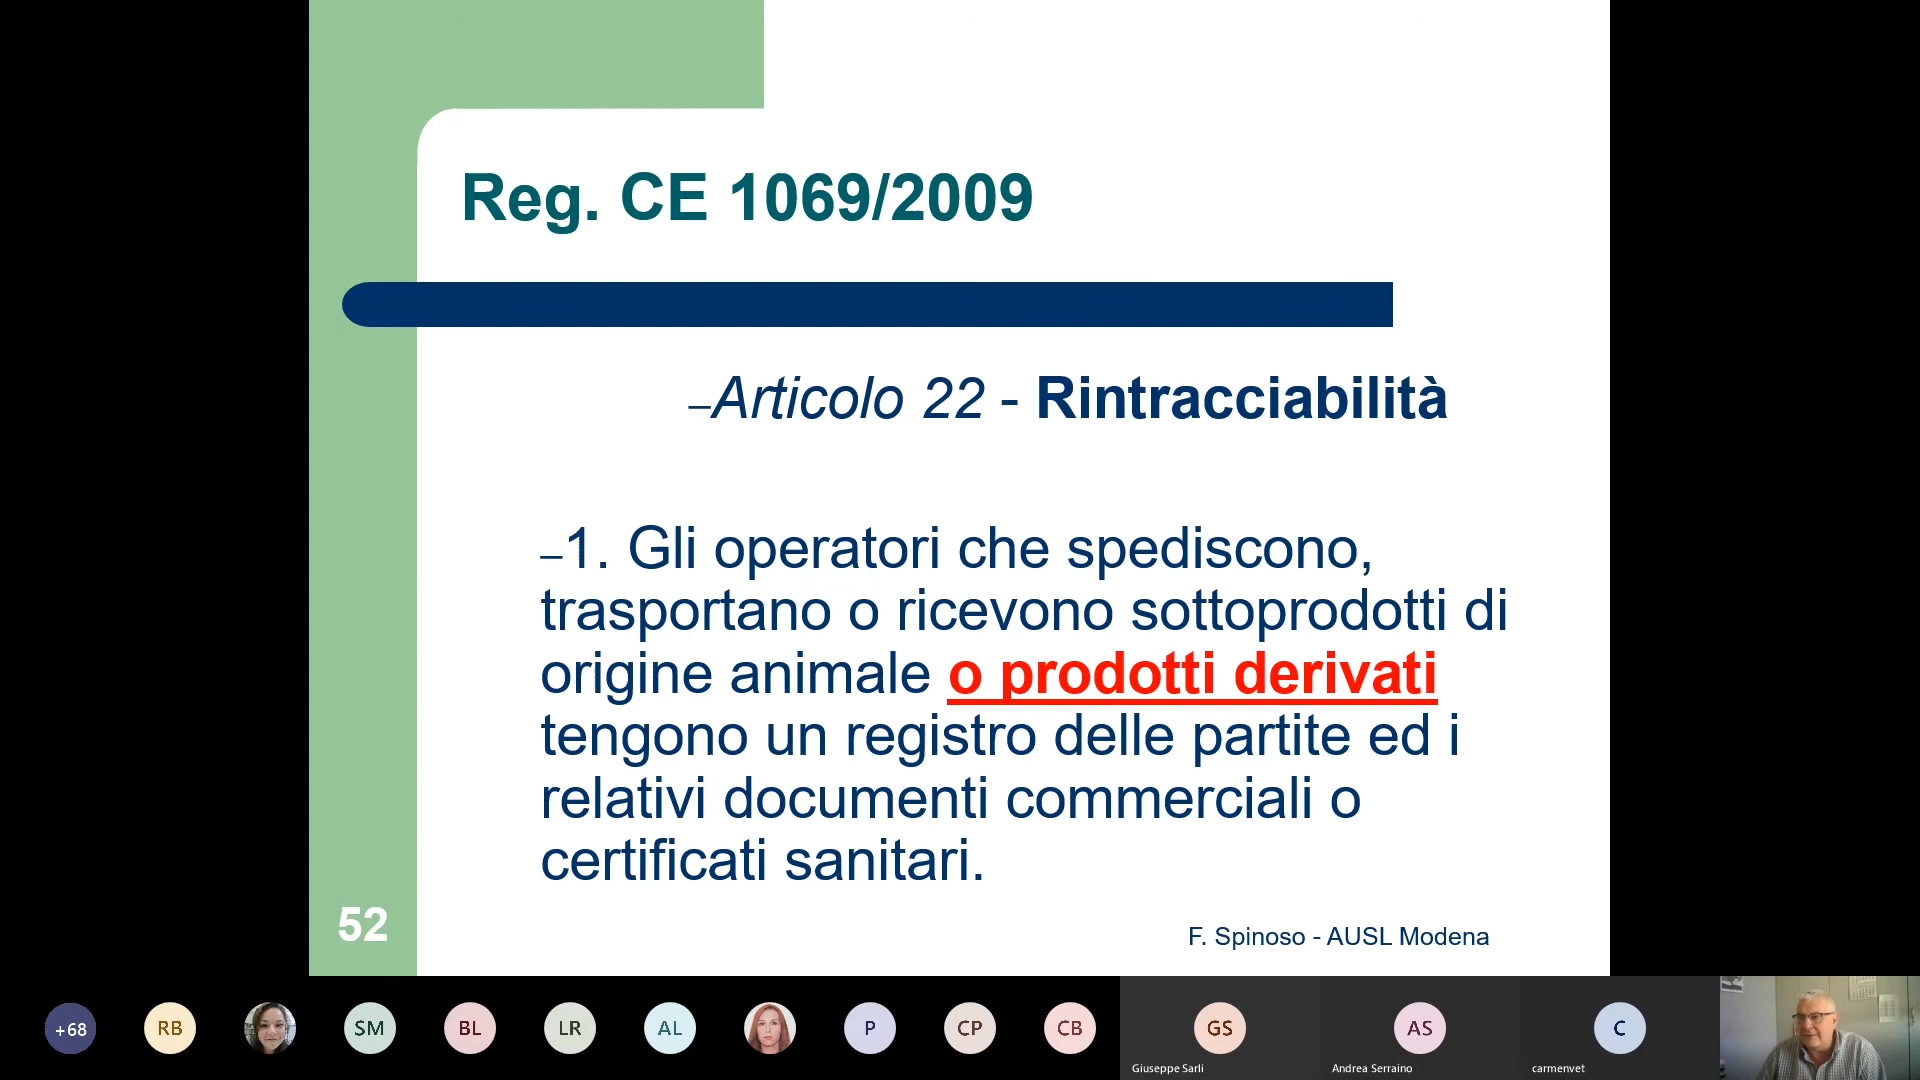 Reg. CE 1069/2009
–Articolo 22 - Rintracciabilità
–1. Gli operatori che spediscono,
trasportano o ricevono sottoprodotti di
origine animale o prodotti derivati
tengono un registro delle partite ed i
relativi documenti commerciali o
certificati sanitari.
52
F. Spinoso - AUSL Modena
+68
RB
SM
BL
LR
AL
P
CP
CB
GS
AS
C
Giuseppe Sarli
Andrea Serraino
carmenvet